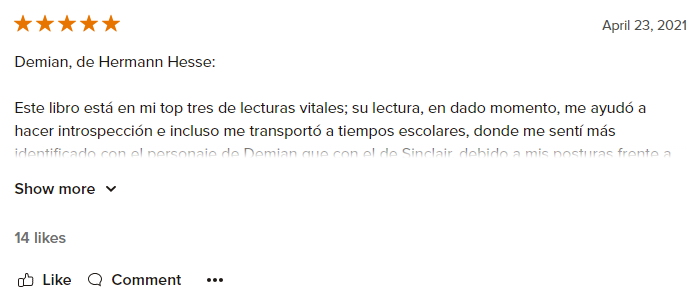 April 23, 2021
Demian, de Hermann Hesse:
Este libro está en mi top tres de lecturas vitales; su lectura, en dado momento, me ayudó a
hacer introspección e incluso me transportó a tiempos escolares, donde me sentí más
identificado con el personaje de Demian que con el de Sinclair, debido a mis posturas frente a
Show more
14 likes
Like
Comment